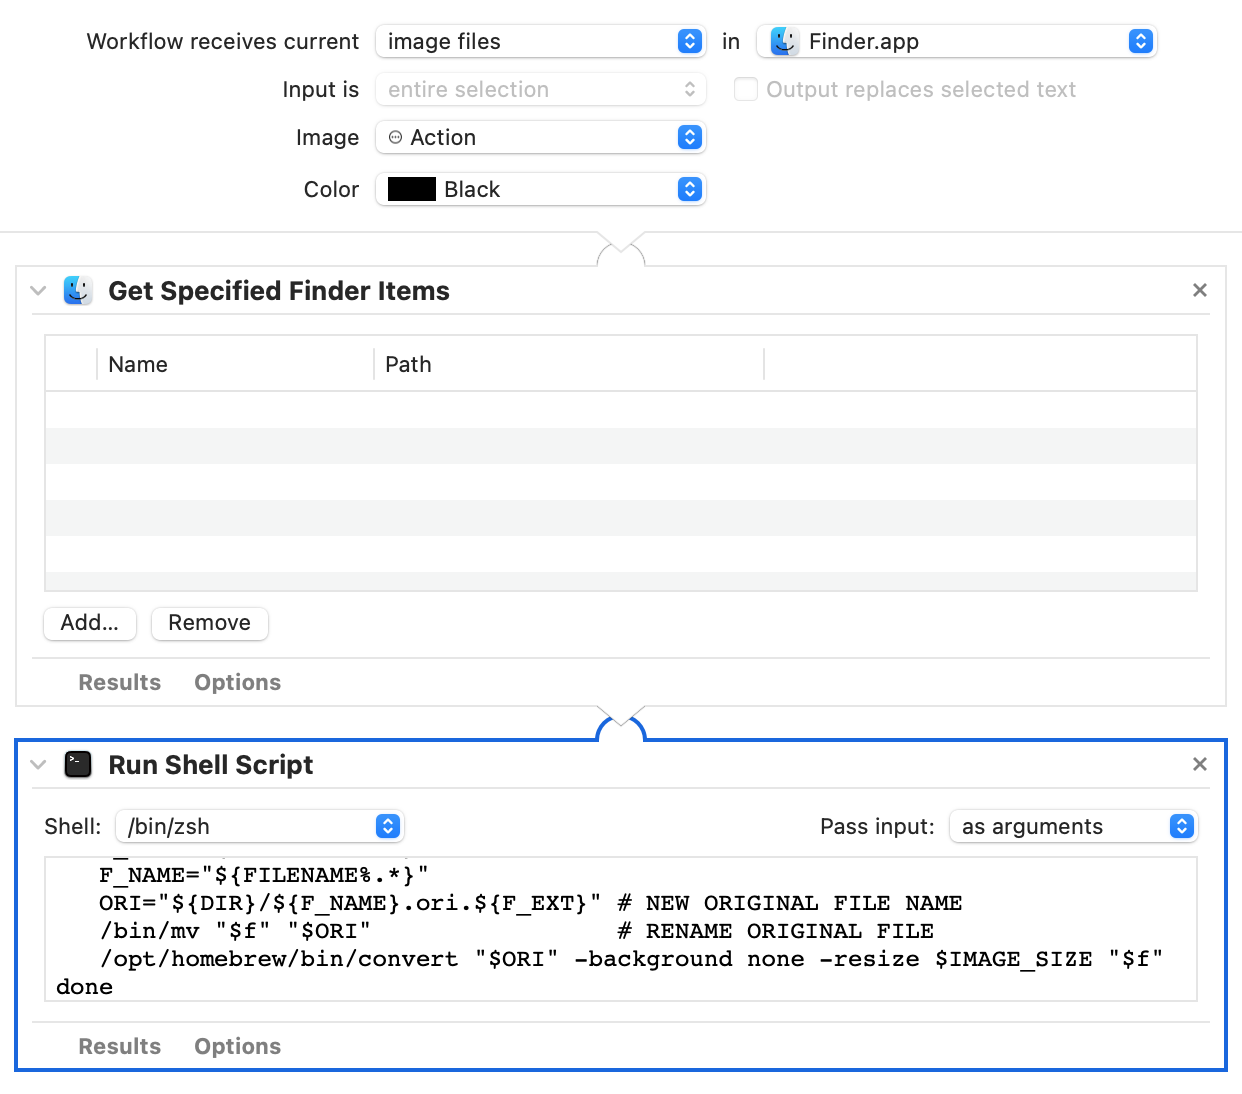 Workflow receives current image files in Finder.app
Input is entire selection Output replaces selected text
Image Action
Color Black
Get Specified Finder Items
Name Path
Add... Remove
Results Options
Run Shell Script
Shell: /bin/zsh Pass input: as arguments
F_NAME="${FILENAME%.*}"
ORI="${DIR}/${F_NAME}.ori.${F_EXT}" # NEW ORIGINAL FILE NAME
/bin/mv "$f" "$ORI" # RENAME ORIGINAL FILE
/opt/homebrew/bin/convert "$ORI" -background none -resize $IMAGE_SIZE "$f"
done
Results Options